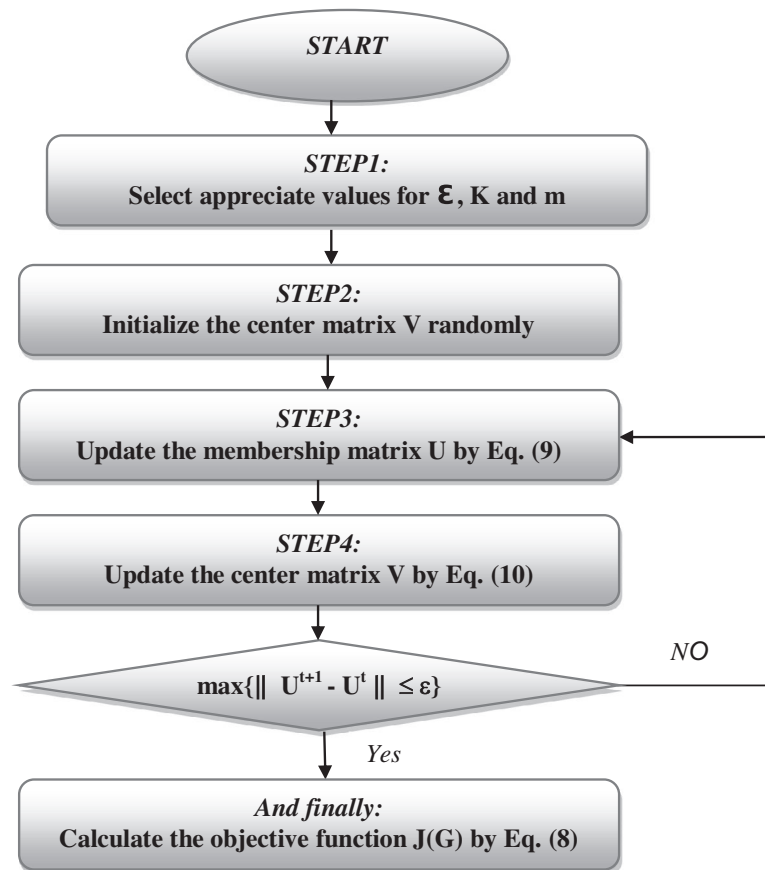 START
STEP1:
Select appreciate values for ℇ, K and m
STEP2:
Initialize the center matrix V randomly
STEP3:
Update the membership matrix U by Eq. (9)
STEP4:
Update the center matrix V by Eq. (10)
NO
max{‖ U^{t+1} - U^t ‖ ≤ ε}
Yes
And finally:
Calculate the objective function J(G) by Eq. (8)